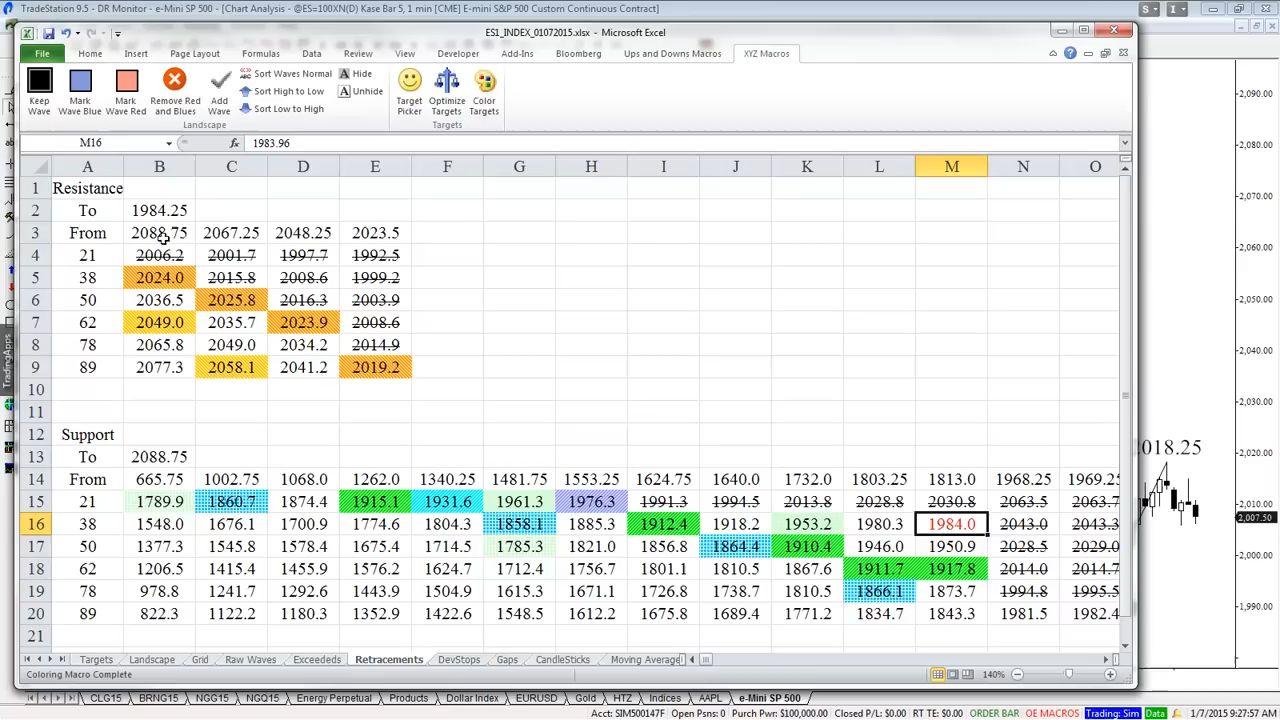 TradeStation 9.5 - DR Monitor - e-Mini SP 500 - [Chart Analysis - @ES=100XN(D) Kase Bar 5, 1 min [CME] E-mini S&P 500 Custom Continuous Contract]
ES1_INDEX_01072015.xlsx - Microsoft Excel
File Home Insert Page Layout Formulas Data Review View Developer Add-Ins Bloomberg Ups and Downs Macros TZ Macros
Keep Wave Mark Wave Blue Mark Wave Red Remove Red and Blues Add Wave
Sort Waves Normal Hide
Sort High to Low Unhide
Sort Low to High
Target Picker Optimize Targets Color Targets
Landscape Targets
M16 fx 1983.96
A B C D E F G H I J K L M N O
1 Resistance
2 To 1984.25
3 From 2088.75 2067.25 2048.25 2023.5
4 21 2006.2 2001.7 1997.7 1992.5
5 38 2024.0 2015.8 2008.6 1999.2
6 50 2036.5 2025.8 2016.3 2003.9
7 62 2049.0 2035.7 2023.9 2008.6
8 78 2065.8 2049.0 2034.2 2014.9
9 89 2077.3 2058.1 2041.2 2019.2
10
11
12 Support
13 To 2088.75
14 From 665.75 1002.75 1068.0 1262.0 1340.25 1481.75 1553.25 1624.75 1640.0 1732.0 1803.25 1813.0 1968.25 1969.25
15 21 1789.9 1860.7 1874.4 1915.1 1931.6 1961.3 1976.3 1991.3 1994.5 2013.8 2028.8 2030.8 2063.5 2063.7
16 38 1548.0 1676.1 1700.9 1774.6 1804.3 1858.1 1885.3 1912.4 1918.2 1953.2 1980.3 1984.0 2043.0 2043.3
17 50 1377.3 1545.8 1578.4 1675.4 1714.5 1785.3 1821.0 1856.8 1864.4 1910.4 1946.0 1950.9 2028.5 2029.0
18 62 1206.5 1415.4 1455.9 1576.2 1624.7 1712.4 1756.7 1801.1 1810.5 1867.6 1911.7 1917.8 2014.0 2014.7
19 78 978.8 1241.7 1292.6 1443.9 1504.9 1615.3 1671.1 1726.8 1738.7 1810.5 1866.1 1873.7 1994.8 1995.5
20 89 822.3 1122.2 1180.3 1352.9 1422.6 1548.5 1612.2 1675.8 1689.4 1771.2 1834.7 1843.3 1981.5 1982.4
21
Targets Landscape Grid Raw Waves Exceededs Retracements DevStops Gaps CandleSticks Moving Average
Coloring Macro Complete 140%
2,090.00
2,080.00
2,070.00
2,060.00
2,050.00
2,040.00
2,030.00
2,020.00
2018.25
2,010.00
2,007.50
2,000.00
1,990.00
TradingApps
CLG15 BRNG15 NGG15 NGQ15 Energy Perpetual Products Dollar Index EURUSD Gold HTZ Indices AAPL e-Mini SP 500
Acct: SIM500147F Open Psns: 0 Purch Pwr: $100,000.00 Closed P/L: $0.00 RT TE: $0.00 ORDER BAR OE MACROS Trading: Sim Data 1/7/2015 9:27:57 AM